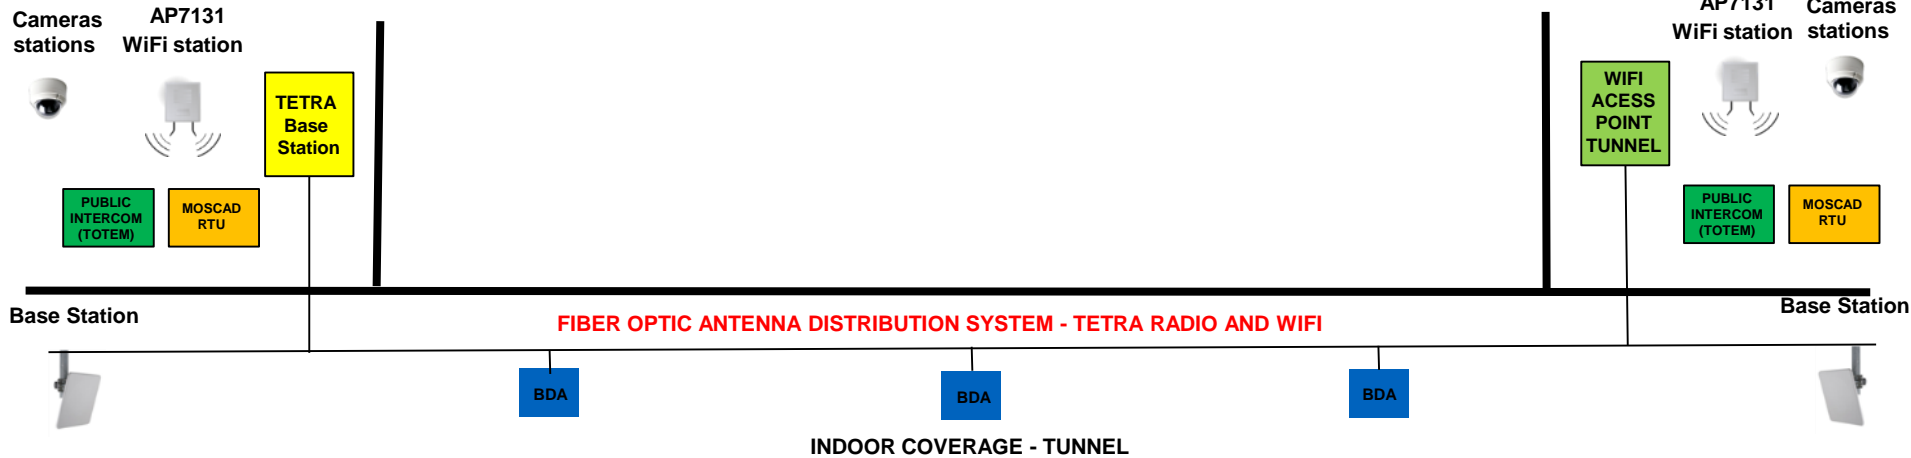 Cameras
stations
AP7131
WiFi station
TETRA
Base
Station
PUBLIC
INTERCOM
(TOTEM)
MOSCAD
RTU
WIFI
ACESS
POINT
TUNNEL
AP7131
WiFi station
Cameras
stations
PUBLIC
INTERCOM
(TOTEM)
MOSCAD
RTU
Base Station
Base Station
FIBER OPTIC ANTENNA DISTRIBUTION SYSTEM - TETRA RADIO AND WIFI
BDA
BDA
BDA
INDOOR COVERAGE - TUNNEL